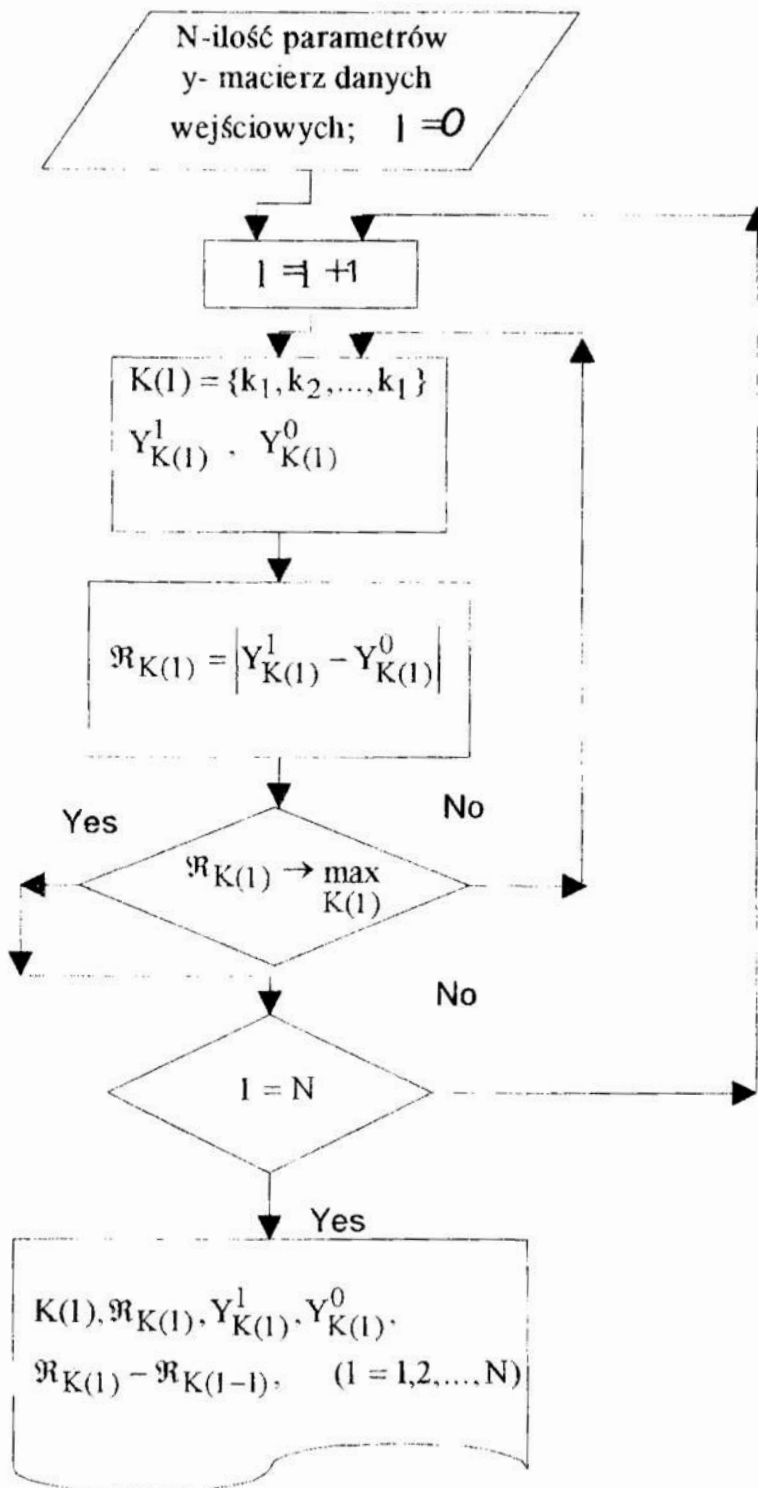 N-ilość parametrów
y- macierz danych
wejściowych; l =0
l =l +1
K(l) = {k₁, k₂, ..., kₗ}
Y¹K(l) , Y⁰K(l)
ℜK(l) = |Y¹K(l) − Y⁰K(l)|
Yes
No
ℜK(l) → max
K(l)
No
l = N
Yes
K(l), ℜK(l), Y¹K(l), Y⁰K(l),
ℜK(l) − ℜK(l−1), (l = 1,2,...,N)